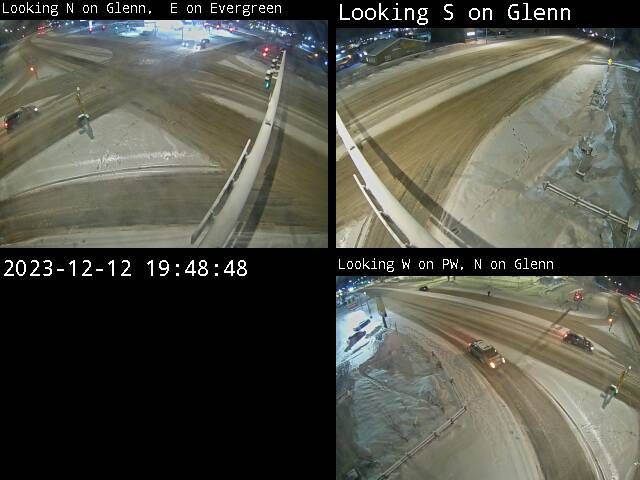 Looking N on Glenn,  E on Evergreen
Looking S on Glenn
2023-12-12 19:48:48
Looking W on PW, N on Glenn